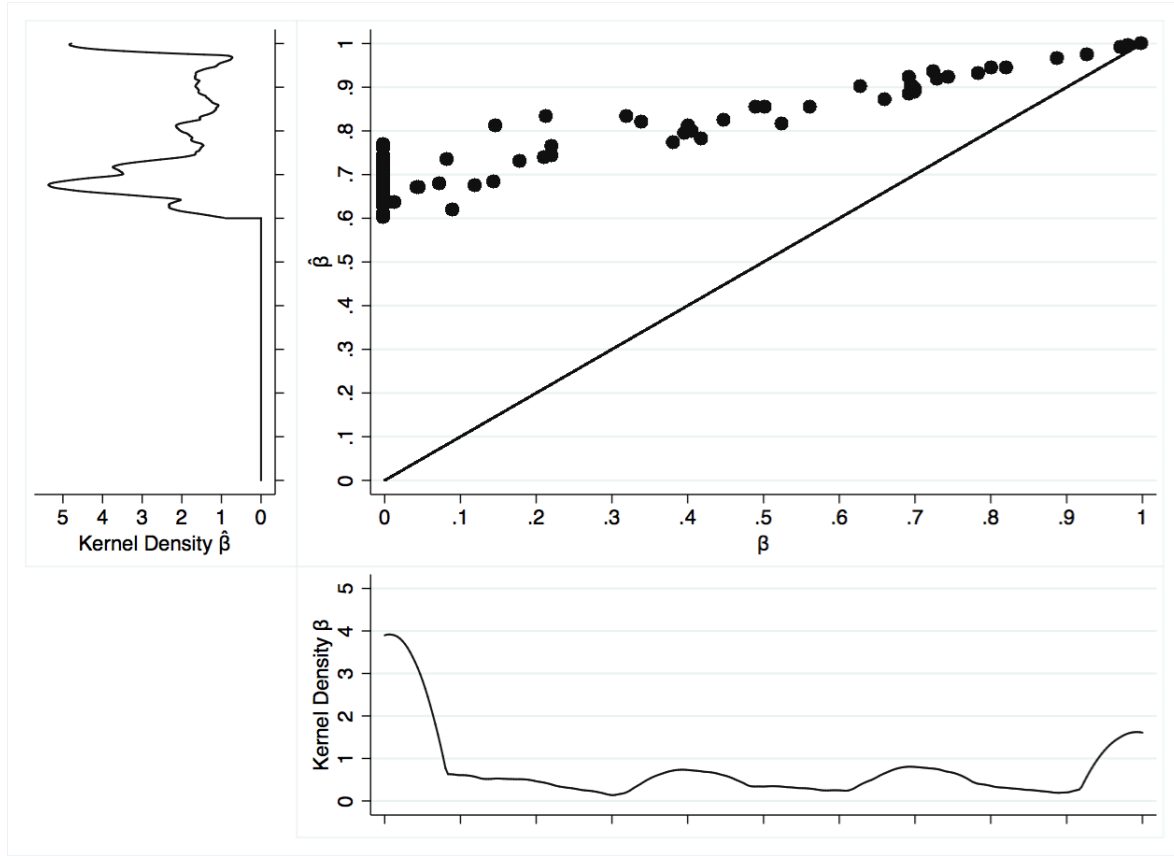 1
.9
.8
.7
.6
.5
.4
.3
.2
.1
0
β̂
0 .1 .2 .3 .4 .5 .6 .7 .8 .9 1
β
5 4 3 2 1 0
Kernel Density β̂
5
4
3
2
1
0
Kernel Density β